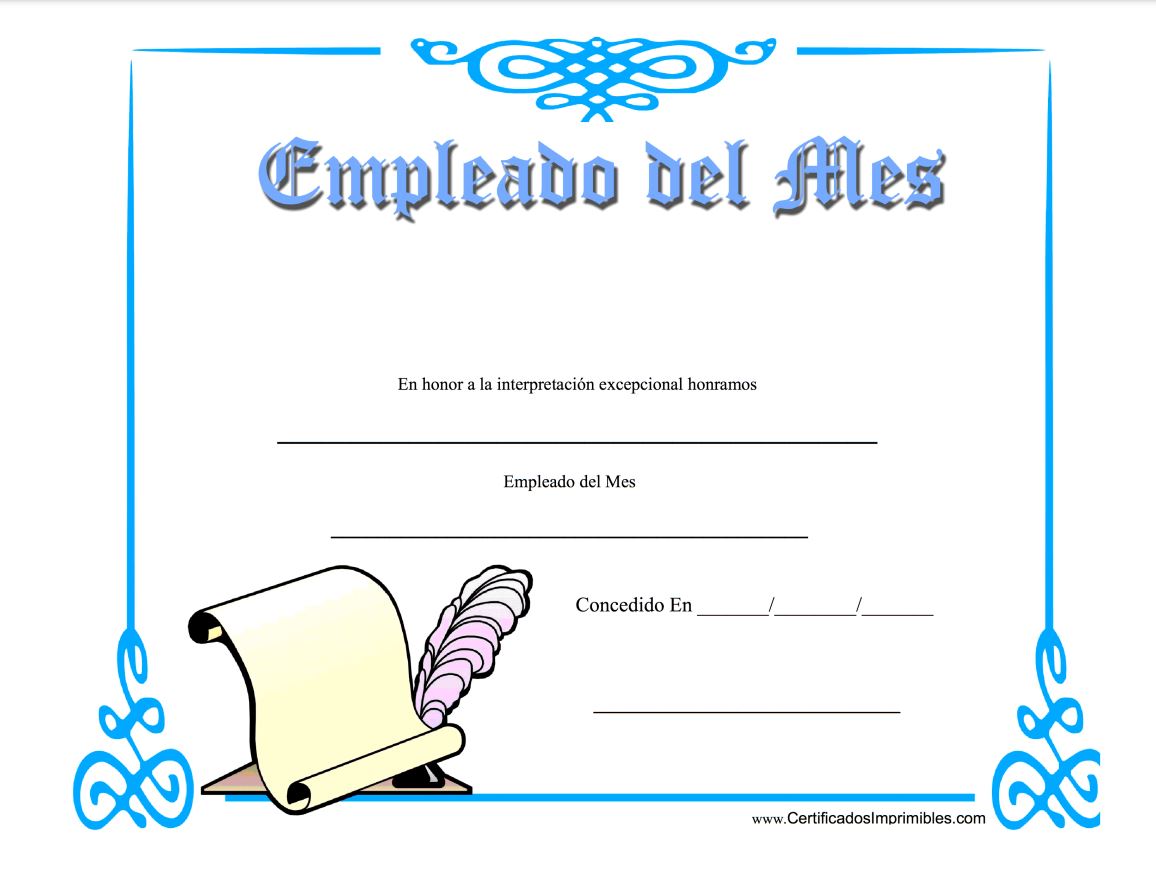 Empleado del Mes
En honor a la interpretación excepcional honramos
Empleado del Mes
Concedido En _______/________/_______
www.CertificadosImprimibles.com